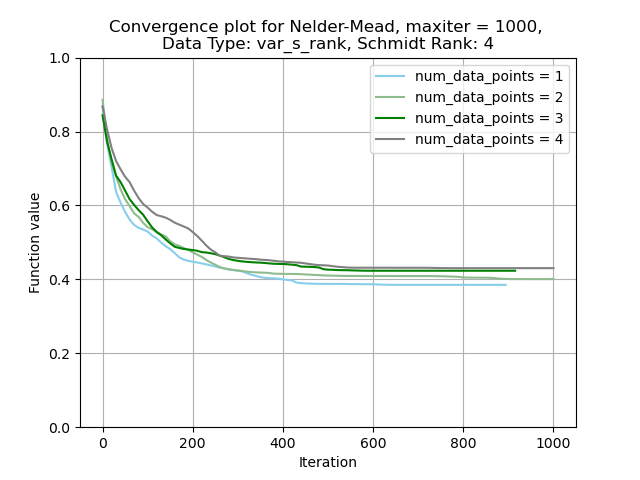 Convergence plot for Nelder-Mead, maxiter = 1000,
Data Type: var_s_rank, Schmidt Rank: 4
num_data_points = 1
num_data_points = 2
num_data_points = 3
num_data_points = 4
Function value
1.0
0.8
0.6
0.4
0.2
0.0
0 200 400 600 800 1000
Iteration